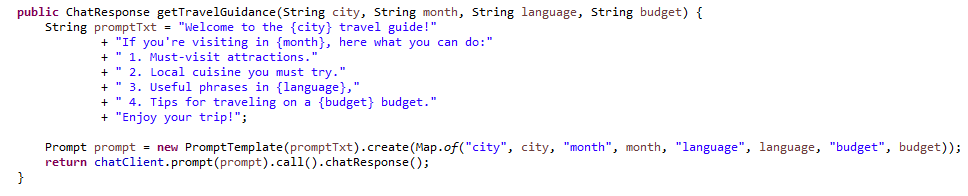 public ChatResponse getTravelGuidance(String city, String month, String language, String budget) {
    String promptTxt = "Welcome to the {city} travel guide!"
            + "If you're visiting in {month}, here what you can do:"
            + " 1. Must-visit attractions."
            + " 2. Local cuisine you must try."
            + " 3. Useful phrases in {language},"
            + " 4. Tips for traveling on a {budget} budget."
            + "Enjoy your trip!";
    Prompt prompt = new PromptTemplate(promptTxt).create(Map.of("city", city, "month", month, "language", language, "budget", budget));
    return chatClient.prompt(prompt).call().chatResponse();
}